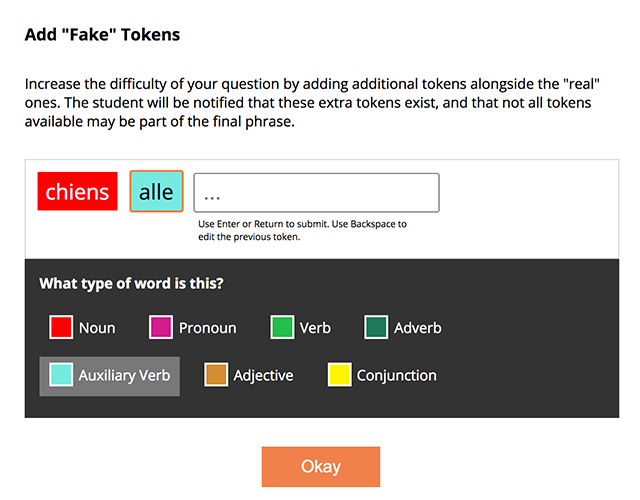 Add "Fake" Tokens
Increase the difficulty of your question by adding additional tokens alongside the "real"
ones. The student will be notified that these extra tokens exist, and that not all tokens
available may be part of the final phrase.
chiens alle ...
Use Enter or Return to submit. Use Backspace to
edit the previous token.
What type of word is this?
Noun Pronoun Verb Adverb
Auxiliary Verb Adjective Conjunction
Okay